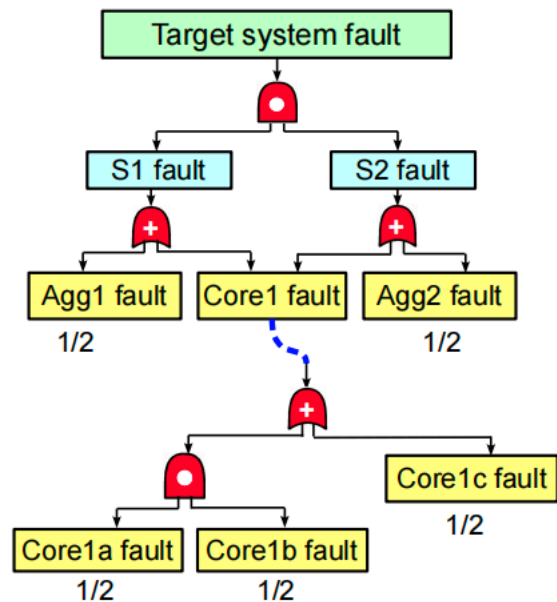 Target system fault
S1 fault
S2 fault
+
+
Agg1 fault
Core1 fault
Agg2 fault
1/2
1/2
+
Core1c fault
1/2
Core1a fault
Core1b fault
1/2
1/2